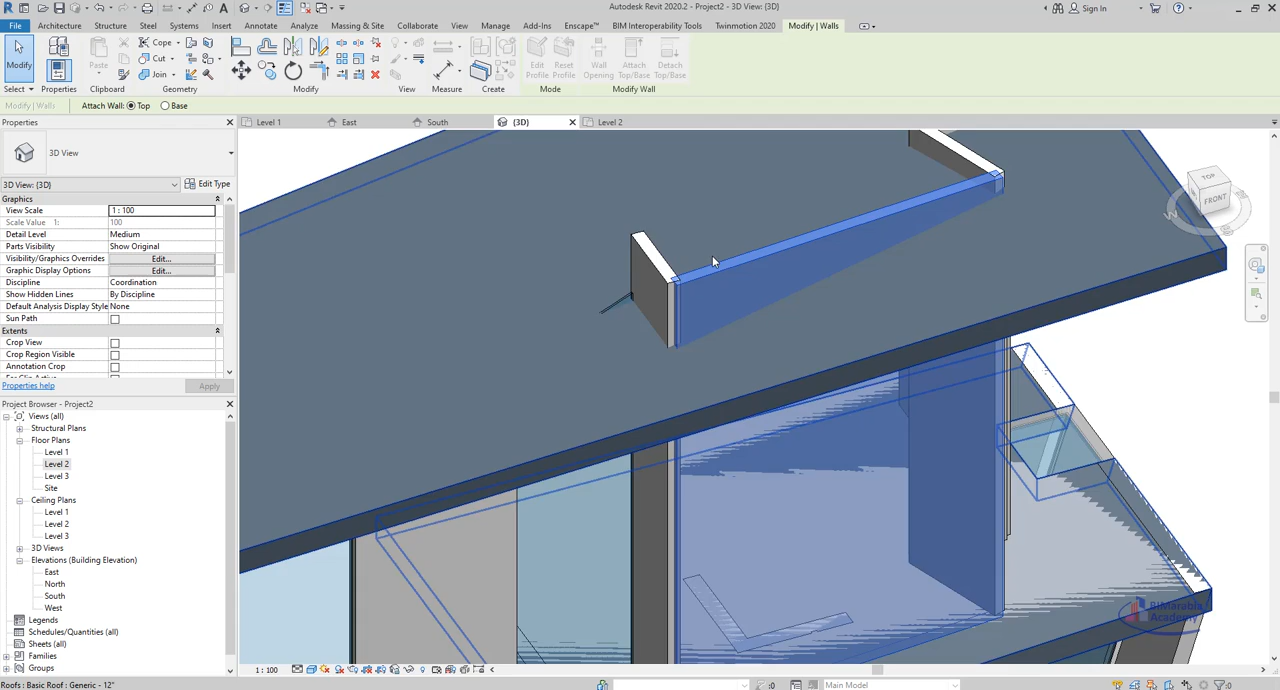 Autodesk Revit 2020.2 - Project2 - 3D View: {3D}
Sign In
File Architecture Structure Steel Systems Insert Annotate Analyze Massing & Site Collaborate View Manage Add-Ins Enscape™ BIM Interoperability Tools Twinmotion 2020 Modify | Walls
Modify Paste Cope Cut Join
Edit Profile Reset Profile Wall Opening Attach Top/Base Detach Top/Base
Select Properties Clipboard Geometry Modify View Measure Create Mode Modify Wall
Modify | Walls Attach Wall: Top Base
Properties
Level 1 East South {3D} Level 2
3D View
3D View: {3D} Edit Type
Graphics
View Scale 1 : 100
Scale Value 1: 100
Detail Level Medium
Parts Visibility Show Original
Visibility/Graphics Overrides Edit...
Graphic Display Options Edit...
Discipline Coordination
Show Hidden Lines By Discipline
Default Analysis Display Style None
Sun Path
Extents
Crop View
Crop Region Visible
Annotation Crop
Properties help Apply
Project Browser - Project2
Views (all)
Structural Plans
Floor Plans
Level 1
Level 2
Level 3
Site
Ceiling Plans
Level 1
Level 2
Level 3
3D Views
Elevations (Building Elevation)
East
North
South
West
Legends
Schedules/Quantities (all)
Sheets (all)
Families
Groups
TOP
FRONT
W
S
BIMarabia
Academy
1 : 100
Roofs : Basic Roof : Generic - 12"
:0 Main Model :0